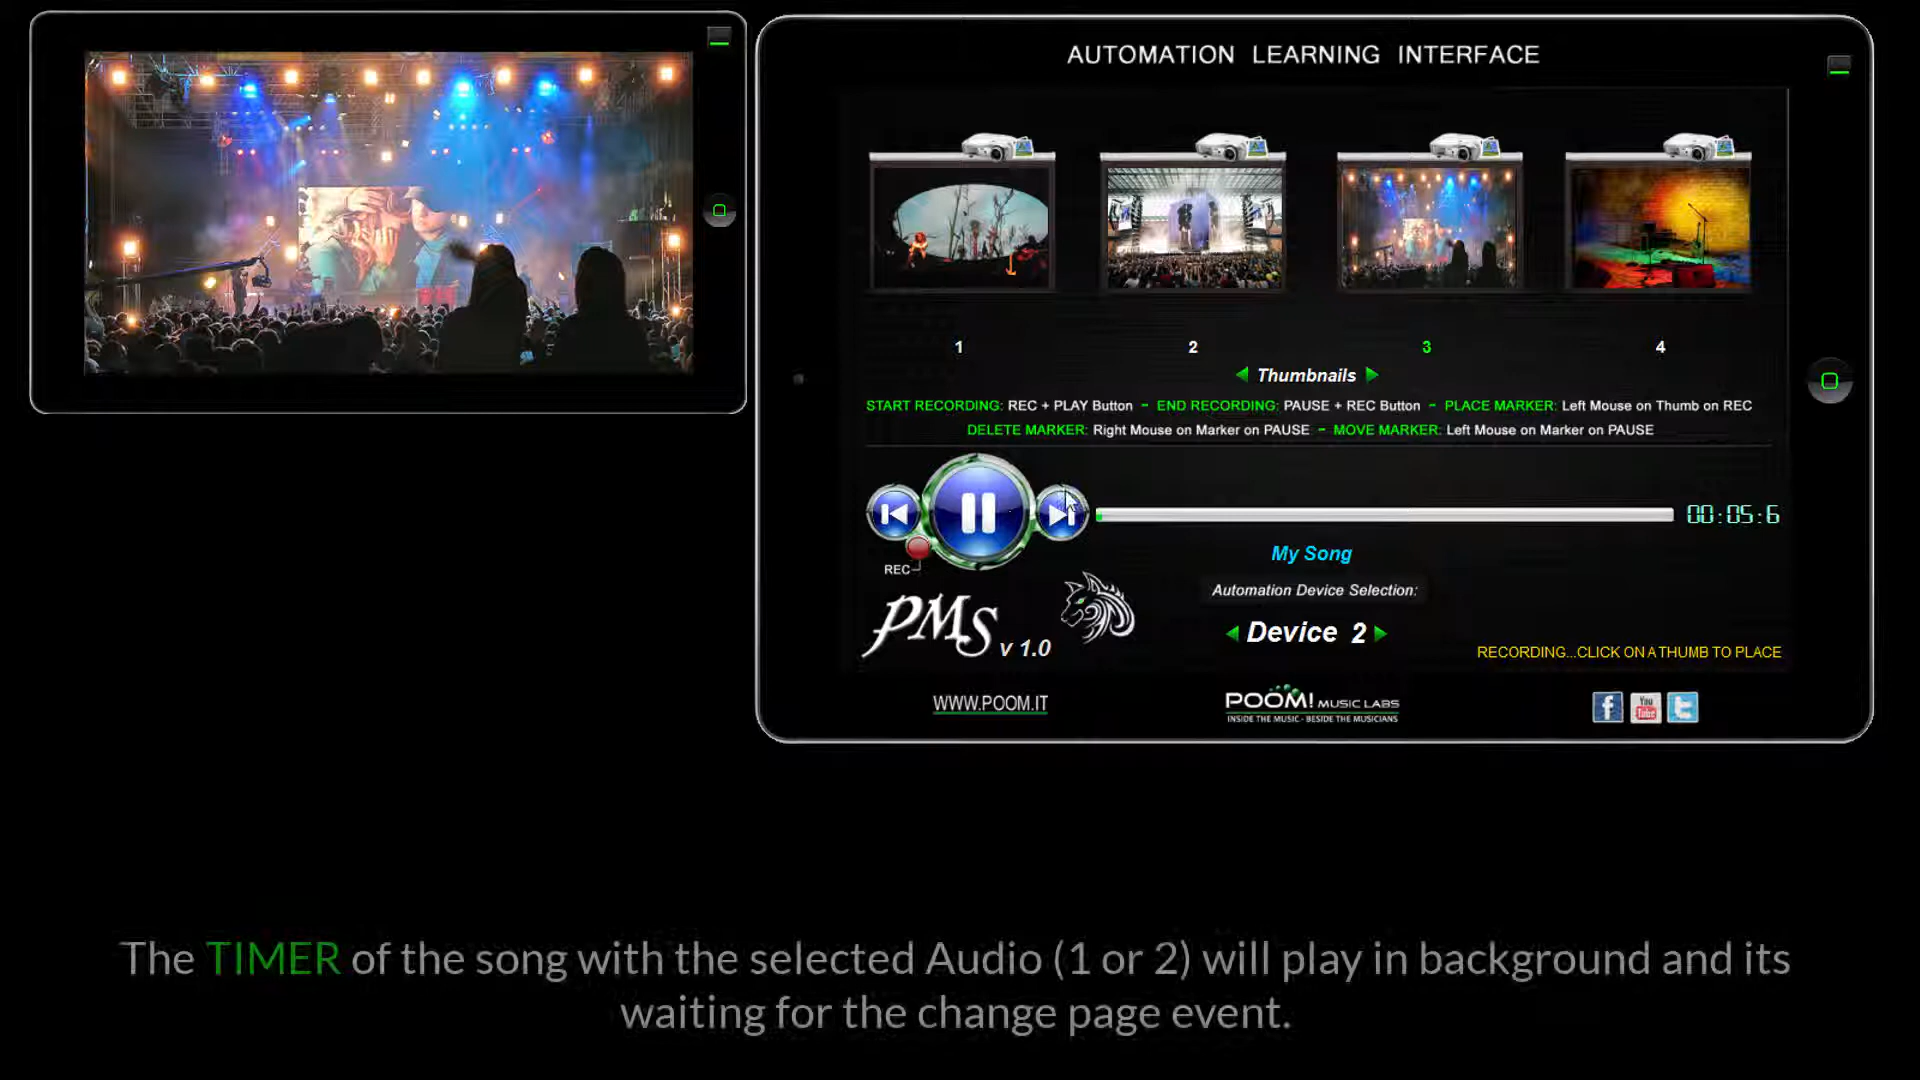 AUTOMATION LEARNING INTERFACE
1
2
3
4
Thumbnails
START RECORDING: REC + PLAY Button - END RECORDING: PAUSE + REC Button - PLACE MARKER: Left Mouse on Thumb on REC
DELETE MARKER: Right Mouse on Marker on PAUSE - MOVE MARKER: Left Mouse on Marker on PAUSE
00:05:6
REC
My Song
Automation Device Selection:
PMS v 1.0
Device 2
RECORDING...CLICK ON A THUMB TO PLACE
WWW.POOM.IT
POOM! MUSIC LABS
INSIDE THE MUSIC - BESIDE THE MUSICIANS
f
You Tube
t
The TIMER of the song with the selected Audio (1 or 2) will play in background and its
waiting for the change page event.